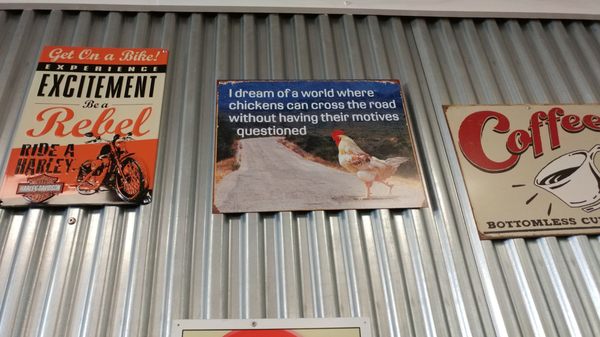 Get On a Bike!
EXPERIENCE
EXCITEMENT
Be a
Rebel
RIDE A
HARLEY
HARLEY-DAVIDSON
I dream of a world where
chickens can cross the road
without having their motives
questioned
Coffee
BOTTOMLESS CU